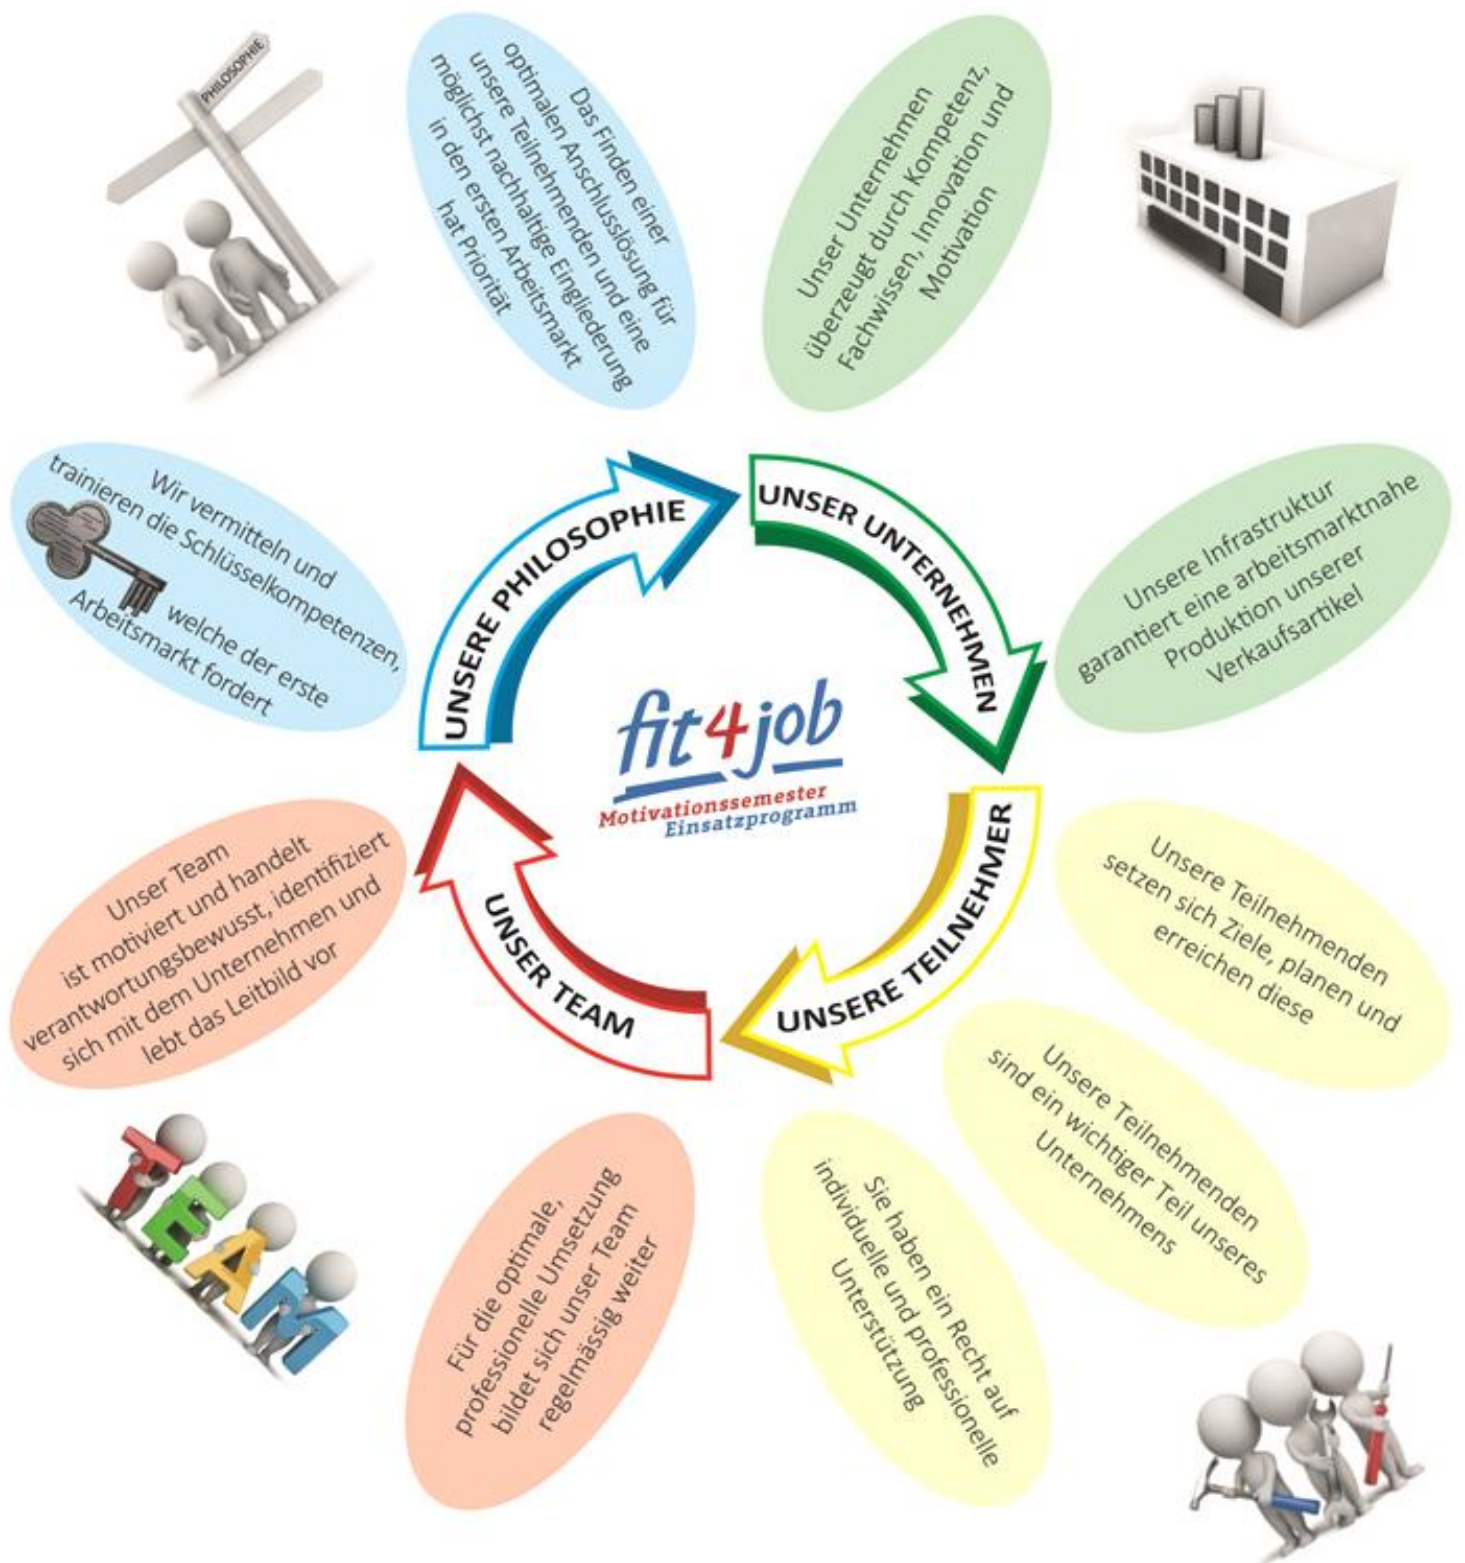 PHILOSOPHIE
Das Finden einer
optimalen Anschlusslösung für
unsere Teilnehmenden und eine
möglichst nachhaltige Eingliederung
in den ersten Arbeitsmarkt
hat Priorität
Unser Unternehmen
überzeugt durch Kompetenz,
Fachwissen, Innovation und
Motivation
Wir vermitteln und
trainieren die Schlüsselkompetenzen,
welche der erste
Arbeitsmarkt fordert
UNSERE PHILOSOPHIE
UNSER UNTERNEHMEN
Unsere Infrastruktur
garantiert eine arbeitsmarktnahe
Produktion unserer
Verkaufsartikel
fit4job
Motivationssemester
Einsatzprogramm
Unser Team
ist motiviert und handelt
verantwortungsbewusst, identifiziert
sich mit dem Unternehmen und
lebt das Leitbild vor
UNSER TEAM
UNSERE TEILNEHMER
Unsere Teilnehmenden
setzen sich Ziele, planen und
erreichen diese
Unsere Teilnehmenden
sind ein wichtiger Teil unseres
Unternehmens
TEAM
Für die optimale,
professionelle Umsetzung
bildet sich unser Team
regelmässig weiter
Sie haben ein Recht auf
individuelle und professionelle
Unterstützung